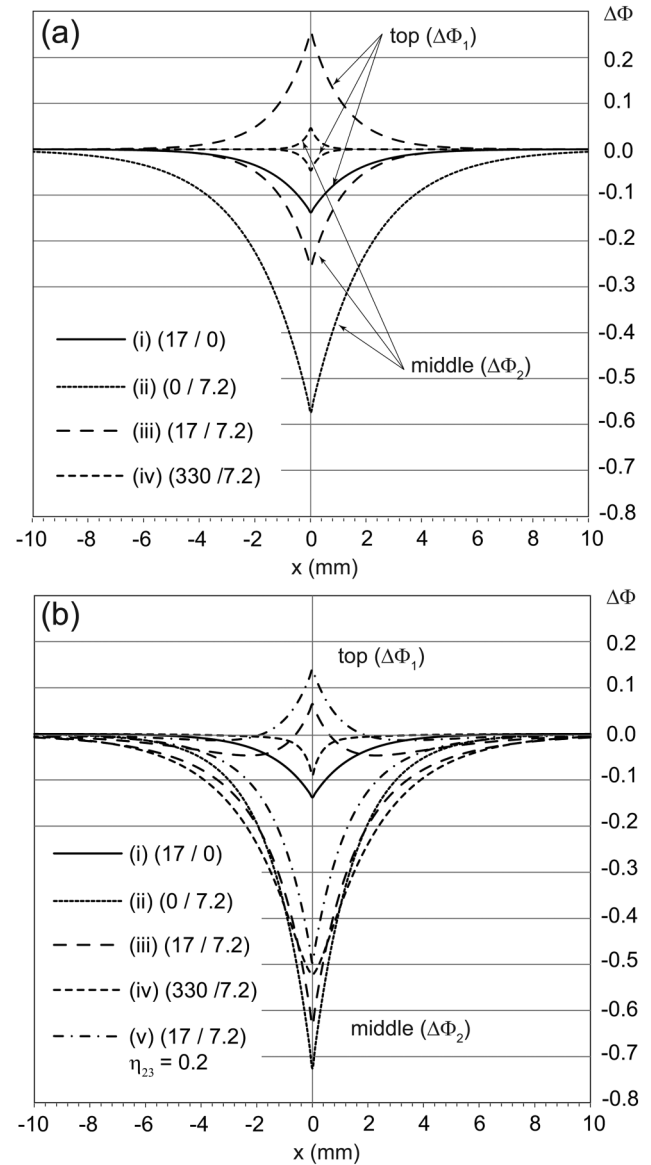 (a)
ΔΦ
top (ΔΦ₁)
0.2
0.1
0.0
-0.1
-0.2
-0.3
-0.4
-0.5
-0.6
-0.7
-0.8
(i) (17 / 0)
(ii) (0 / 7.2)
(iii) (17 / 7.2)
(iv) (330 /7.2)
middle (ΔΦ₂)
-10 -8 -6 -4 -2 0 2 4 6 8 10
x (mm)
(b)
ΔΦ
top (ΔΦ₁)
0.2
0.1
0.0
-0.1
-0.2
-0.3
-0.4
-0.5
-0.6
-0.7
-0.8
(i) (17 / 0)
(ii) (0 / 7.2)
(iii) (17 / 7.2)
(iv) (330 /7.2)
(v) (17 / 7.2)
η₂₃ = 0.2
middle (ΔΦ₂)
-10 -8 -6 -4 -2 0 2 4 6 8 10
x (mm)